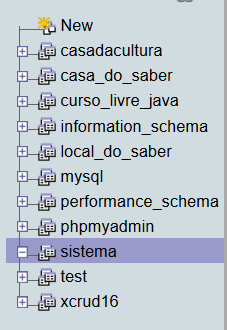 New
casadacultura
casa_do_saber
curso_livre_java
information_schema
local_do_saber
mysql
performance_schema
phpmyadmin
sistema
test
xcrud16